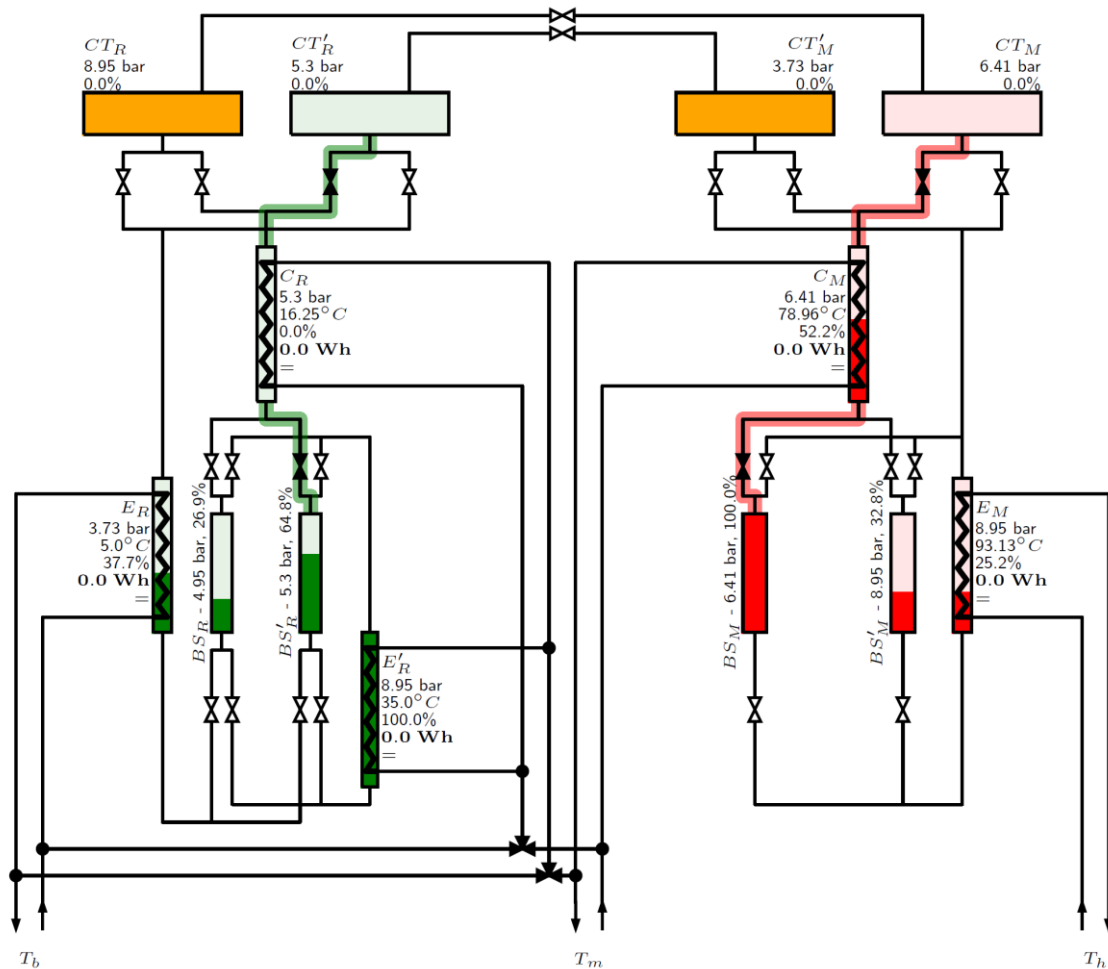 CT_R
8.95 bar
0.0%
CT'_R
5.3 bar
0.0%
CT'_M
3.73 bar
0.0%
CT_M
6.41 bar
0.0%
C_R
5.3 bar
16.25°C
0.0%
0.0 Wh
=
C_M
6.41 bar
78.96°C
52.2%
0.0 Wh
=
E_R
3.73 bar
5.0°C
37.7%
0.0 Wh
=
BS_R - 4.95 bar, 26.9%
BS'_R - 5.3 bar, 64.8%
E'_R
8.95 bar
35.0°C
100.0%
0.0 Wh
=
BS_M - 6.41 bar, 100.0%
BS'_M - 8.95 bar, 32.8%
E_M
8.95 bar
93.13°C
25.2%
0.0 Wh
=
T_b
T_m
T_h